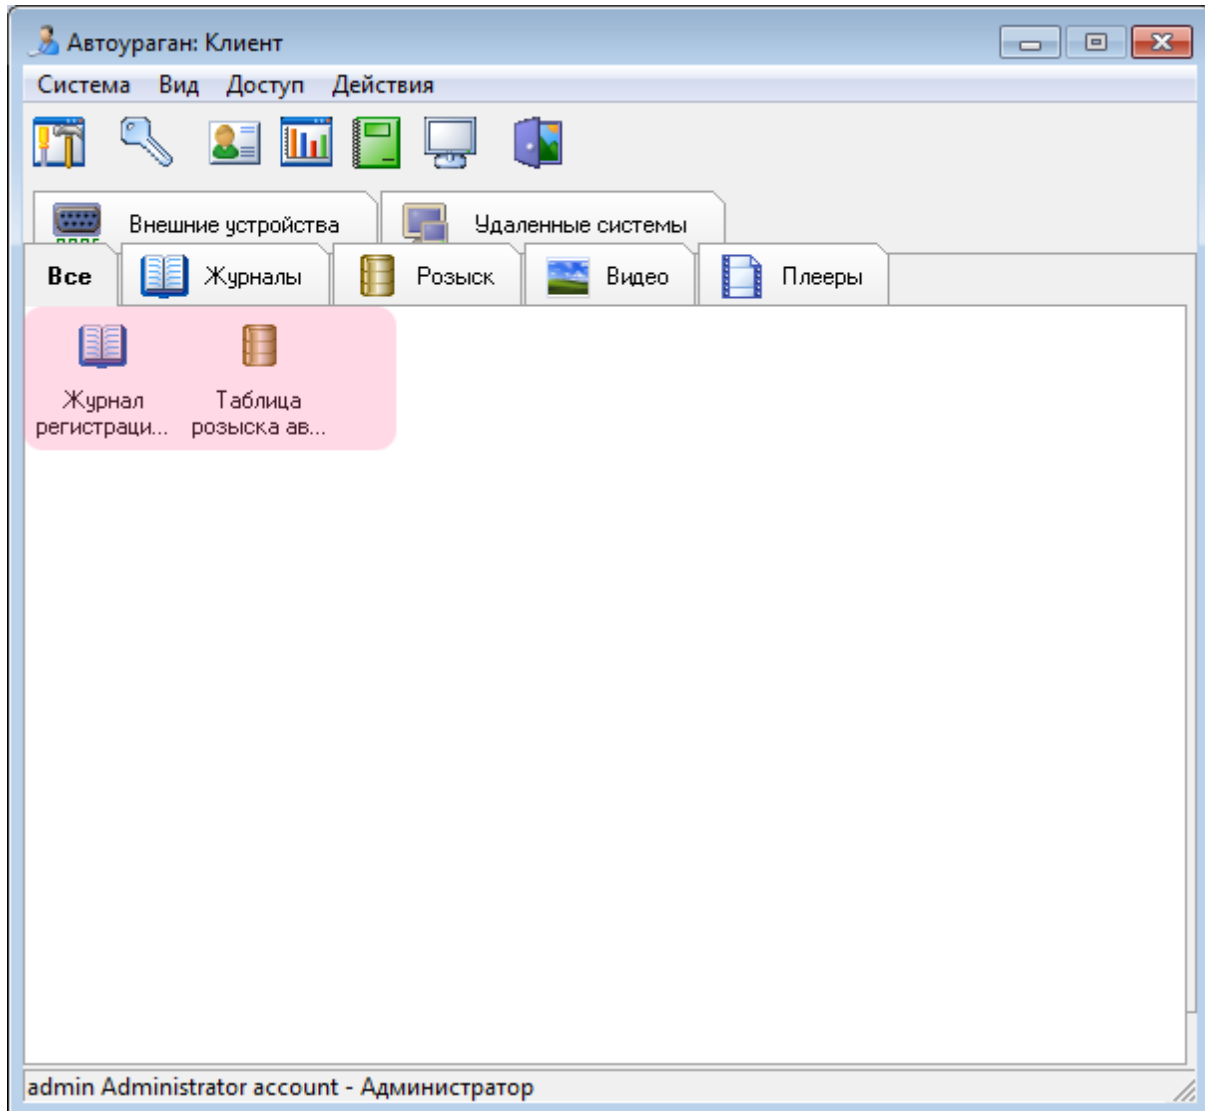 Автоураган: Клиент
Система Вид Доступ Действия
Внешние устройства Удаленные системы
Все Журналы Розыск Видео Плееры
Журнал регистраци...
Таблица розыска ав...
admin Administrator account - Администратор